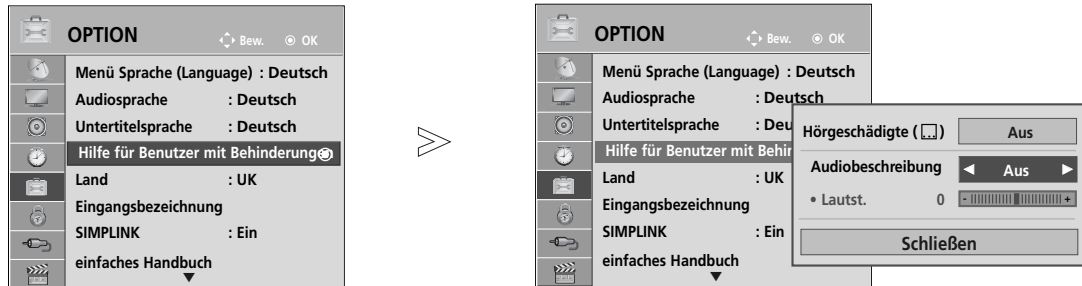 OPTION
Bew. OK
Menü Sprache (Language) : Deutsch
Audiosprache : Deutsch
Untertitelsprache : Deutsch
Hilfe für Benutzer mit Behinderung
Land : UK
Eingangsbezeichnung
SIMPLINK : Ein
einfaches Handbuch
OPTION
Bew. OK
Menü Sprache (Language) : Deutsch
Audiosprache : Deutsch
Untertitelsprache : Deu
Hilfe für Benutzer mit Behin
Land : UK
Eingangsbezeichnung
SIMPLINK : Ein
einfaches Handbuch
Hörgeschädigte ( ) Aus
Audiobeschreibung ◀ Aus ▶
• Lautst. 0 - +
Schließen